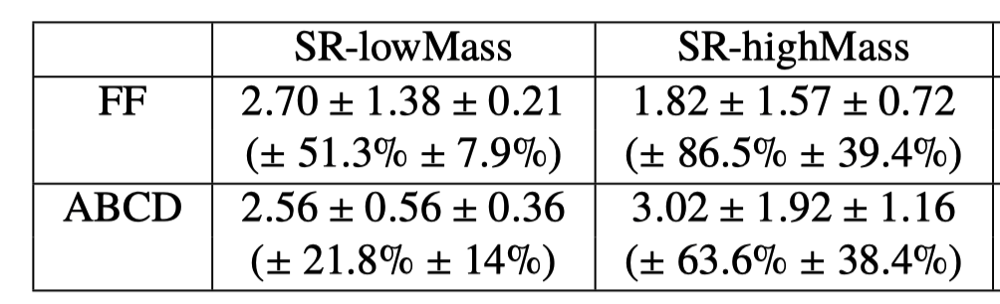 SR-lowMass SR-highMass
FF 2.70 ± 1.38 ± 0.21 1.82 ± 1.57 ± 0.72
(± 51.3% ± 7.9%) (± 86.5% ± 39.4%)
ABCD 2.56 ± 0.56 ± 0.36 3.02 ± 1.92 ± 1.16
(± 21.8% ± 14%) (± 63.6% ± 38.4%)